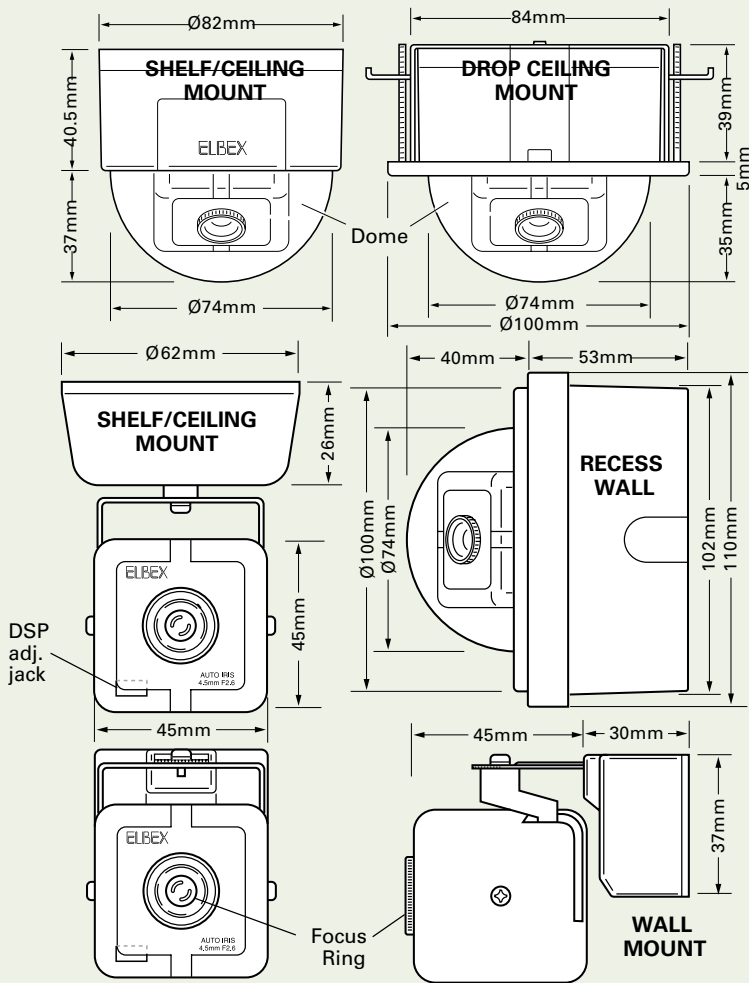 Ø82mm
84mm
SHELF/CEILING
MOUNT
DROP CEILING
MOUNT
40.5mm
39mm
ELBEX
5mm
37mm
35mm
Dome
Ø74mm
Ø74mm
Ø100mm
Ø62mm
40mm
53mm
SHELF/CEILING
MOUNT
26mm
RECESS
WALL
Ø100mm
Ø74mm
102mm
110mm
ELBEX
45mm
DSP
adj.
jack
AUTO IRIS
4.5mm F2.6
45mm
45mm
30mm
ELBEX
37mm
AUTO IRIS
4.5mm F2.6
Focus
Ring
WALL
MOUNT